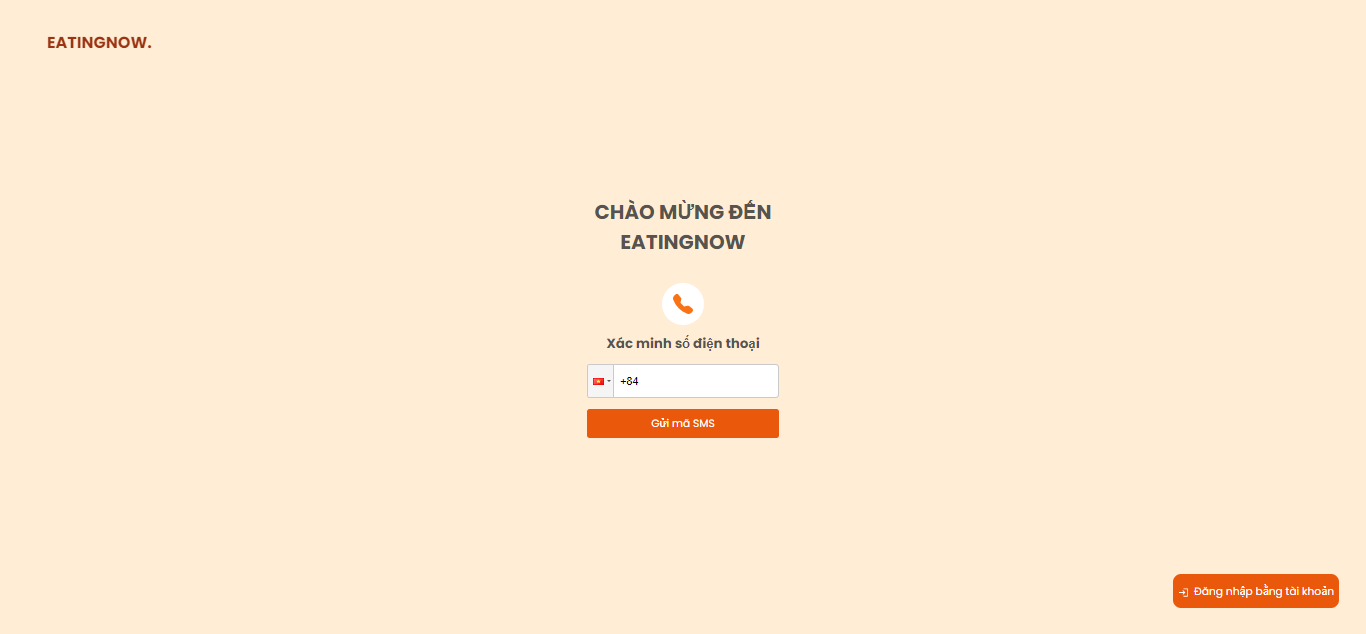 EATINGNOW.
CHÀO MỪNG ĐẾN
EATINGNOW
Xác minh số điện thoại
+84
Gửi mã SMS
Đăng nhập bằng tài khoản